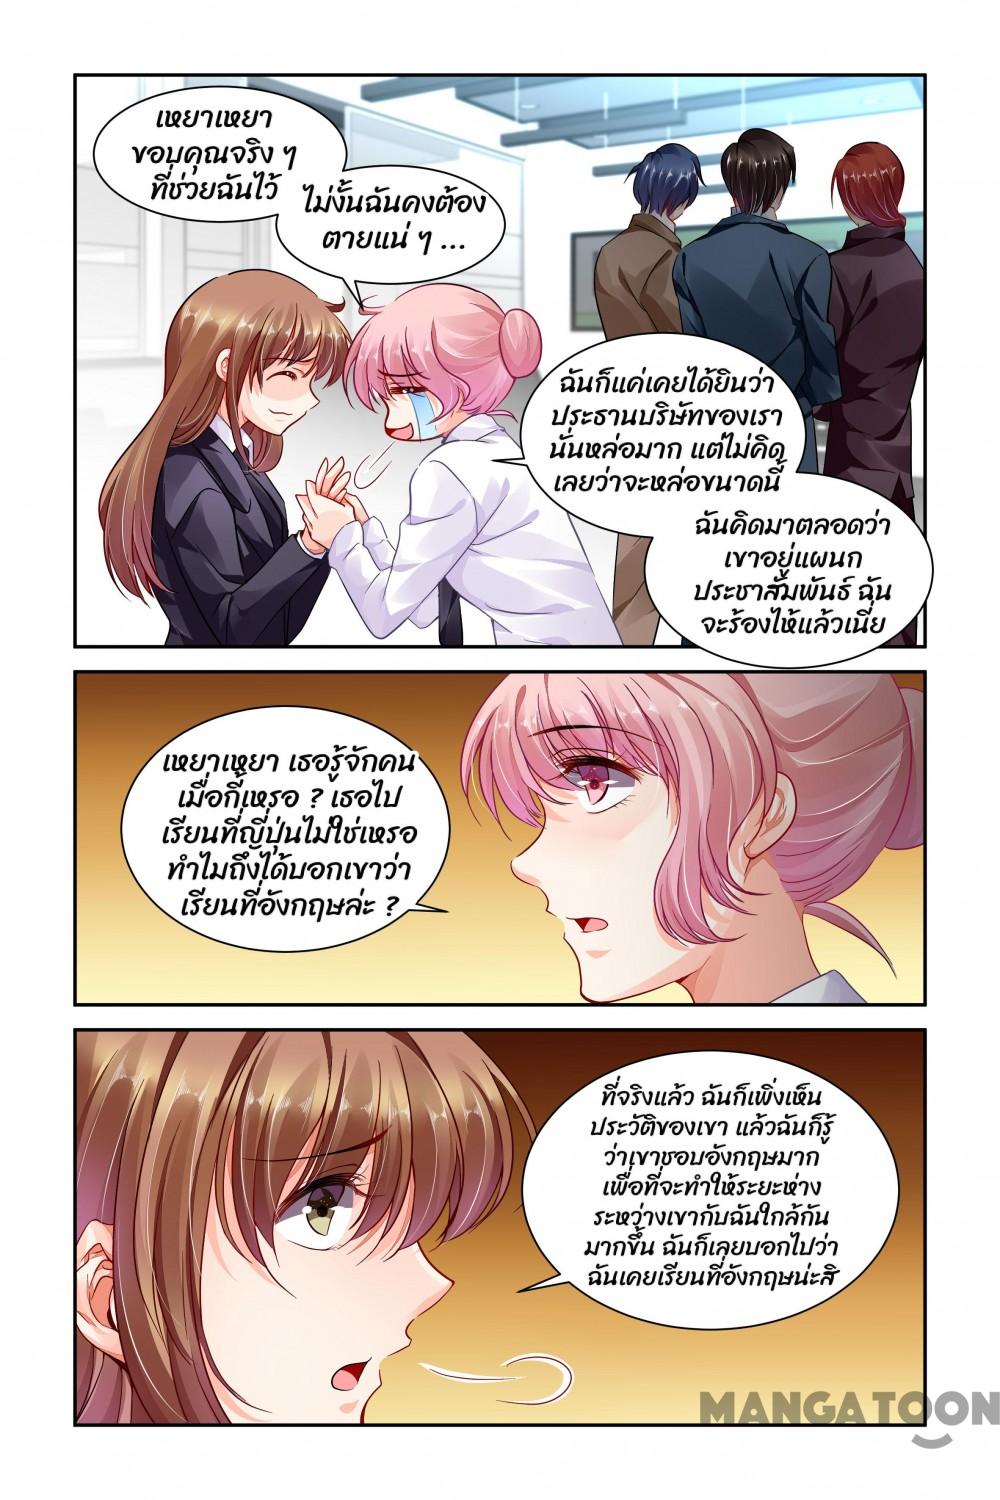 เหยาเหยา
ขอบคุณจริง ๆ
ที่ช่วยฉันไว้
ไม่งั้นฉันคงต้อง
ตายแน่ ๆ ...
ฉันก็แค่เคยได้ยินว่า
ประธานบริษัทของเรา
นั่นหล่อมาก แต่ไม่คิด
เลยว่าจะหล่อขนาดนี้
ฉันคิดมาตลอดว่า
เขาอยู่แผนก
ประชาสัมพันธ์ ฉัน
จะร้องไห้แล้วเนี่ย
เหยาเหยา เธอรู้จักคน
เมื่อกี้เหรอ ? เธอไป
เรียนที่ญี่ปุ่นไม่ใช่เหรอ
ทำไมถึงได้บอกเขาว่า
เรียนที่อังกฤษล่ะ ?
ที่จริงแล้ว ฉันก็เพิ่งเห็น
ประวัติของเขา แล้วฉันก็รู้
ว่าเขาชอบอังกฤษมาก
เพื่อที่จะทำให้ระยะห่าง
ระหว่างเขากับฉันใกล้กัน
มากขึ้น ฉันก็เลยบอกไปว่า
ฉันเคยเรียนที่อังกฤษน่ะสิ
MANGATOON